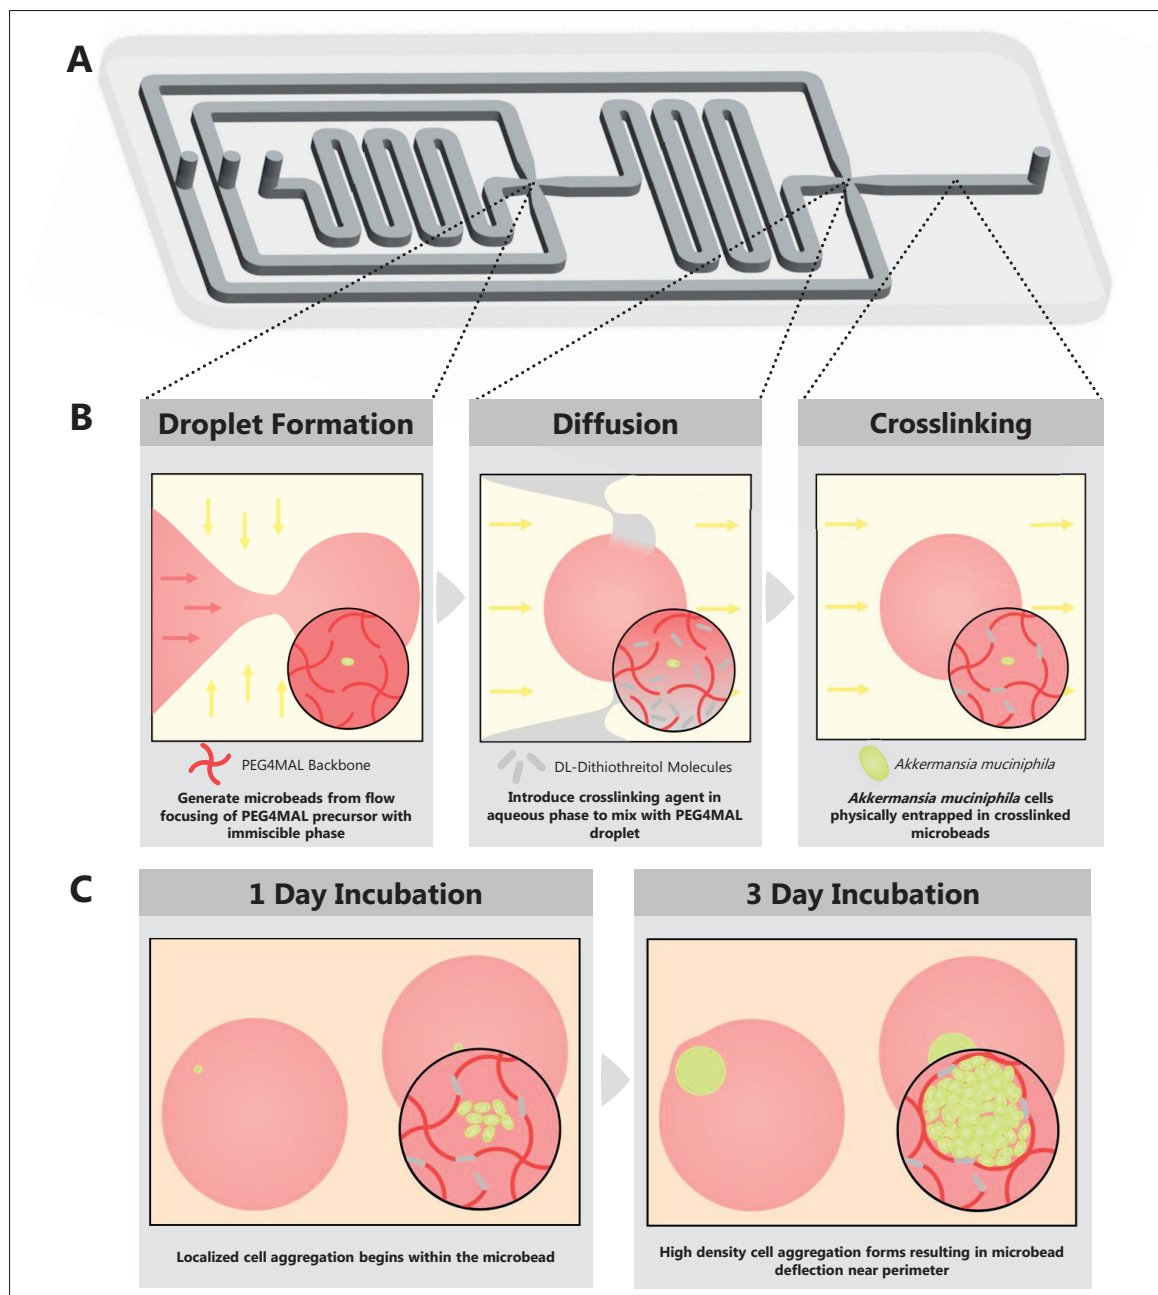 A
B
Droplet Formation
Diffusion
Crosslinking
PEG4MAL Backbone
DL-Dithiothreitol Molecules
Akkermansia muciniphila
Generate microbeads from flow
focusing of PEG4MAL precursor with
immiscible phase
Introduce crosslinking agent in
aqueous phase to mix with PEG4MAL
droplet
Akkermansia muciniphila cells
physically entrapped in crosslinked
microbeads
C
1 Day Incubation
3 Day Incubation
Localized cell aggregation begins within the microbead
High density cell aggregation forms resulting in microbead
deflection near perimeter